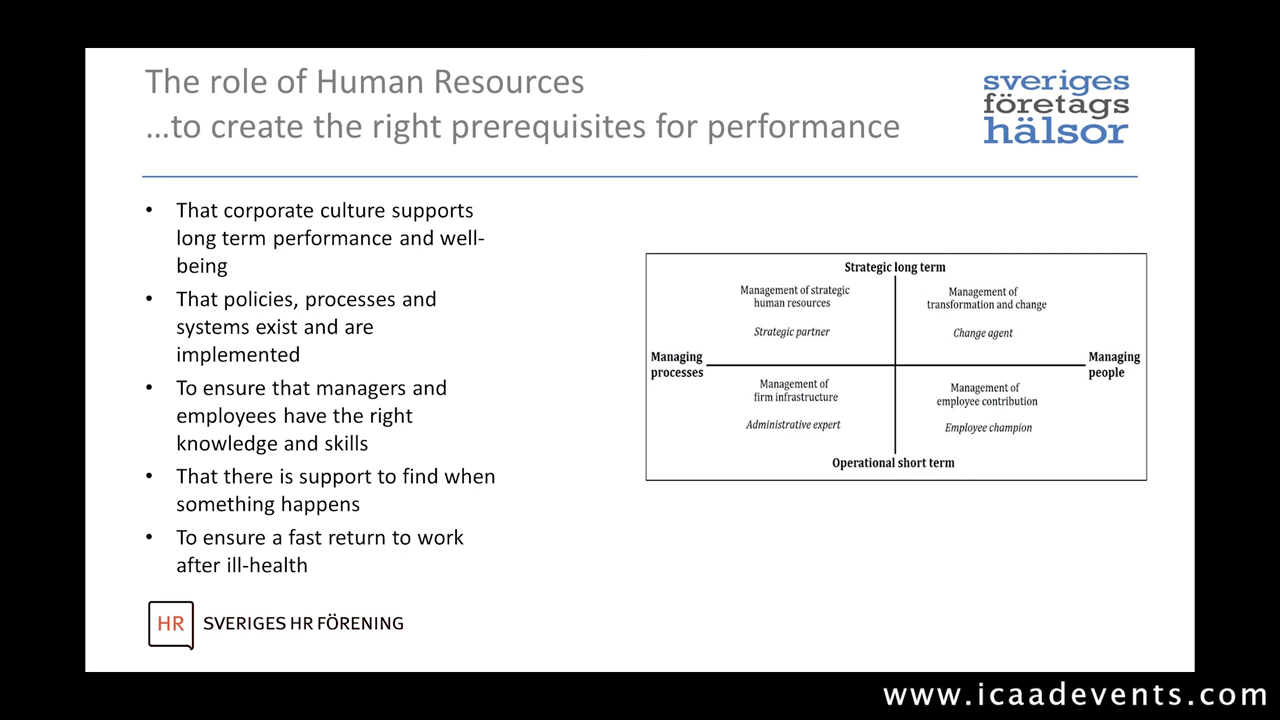 The role of Human Resources
…to create the right prerequisites for performance
sveriges
företags
hälsor
• That corporate culture supports
long term performance and well-
being
• That policies, processes and
systems exist and are
implemented
• To ensure that managers and
employees have the right
knowledge and skills
• That there is support to find when
something happens
• To ensure a fast return to work
after ill-health
Strategic long term
Management of strategic
human resources
Strategic partner
Management of
transformation and change
Change agent
Managing
processes
Managing
people
Management of
firm infrastructure
Administrative expert
Management of
employee contribution
Employee champion
Operational short term
HR SVERIGES HR FÖRENING
www.icaadevents.com